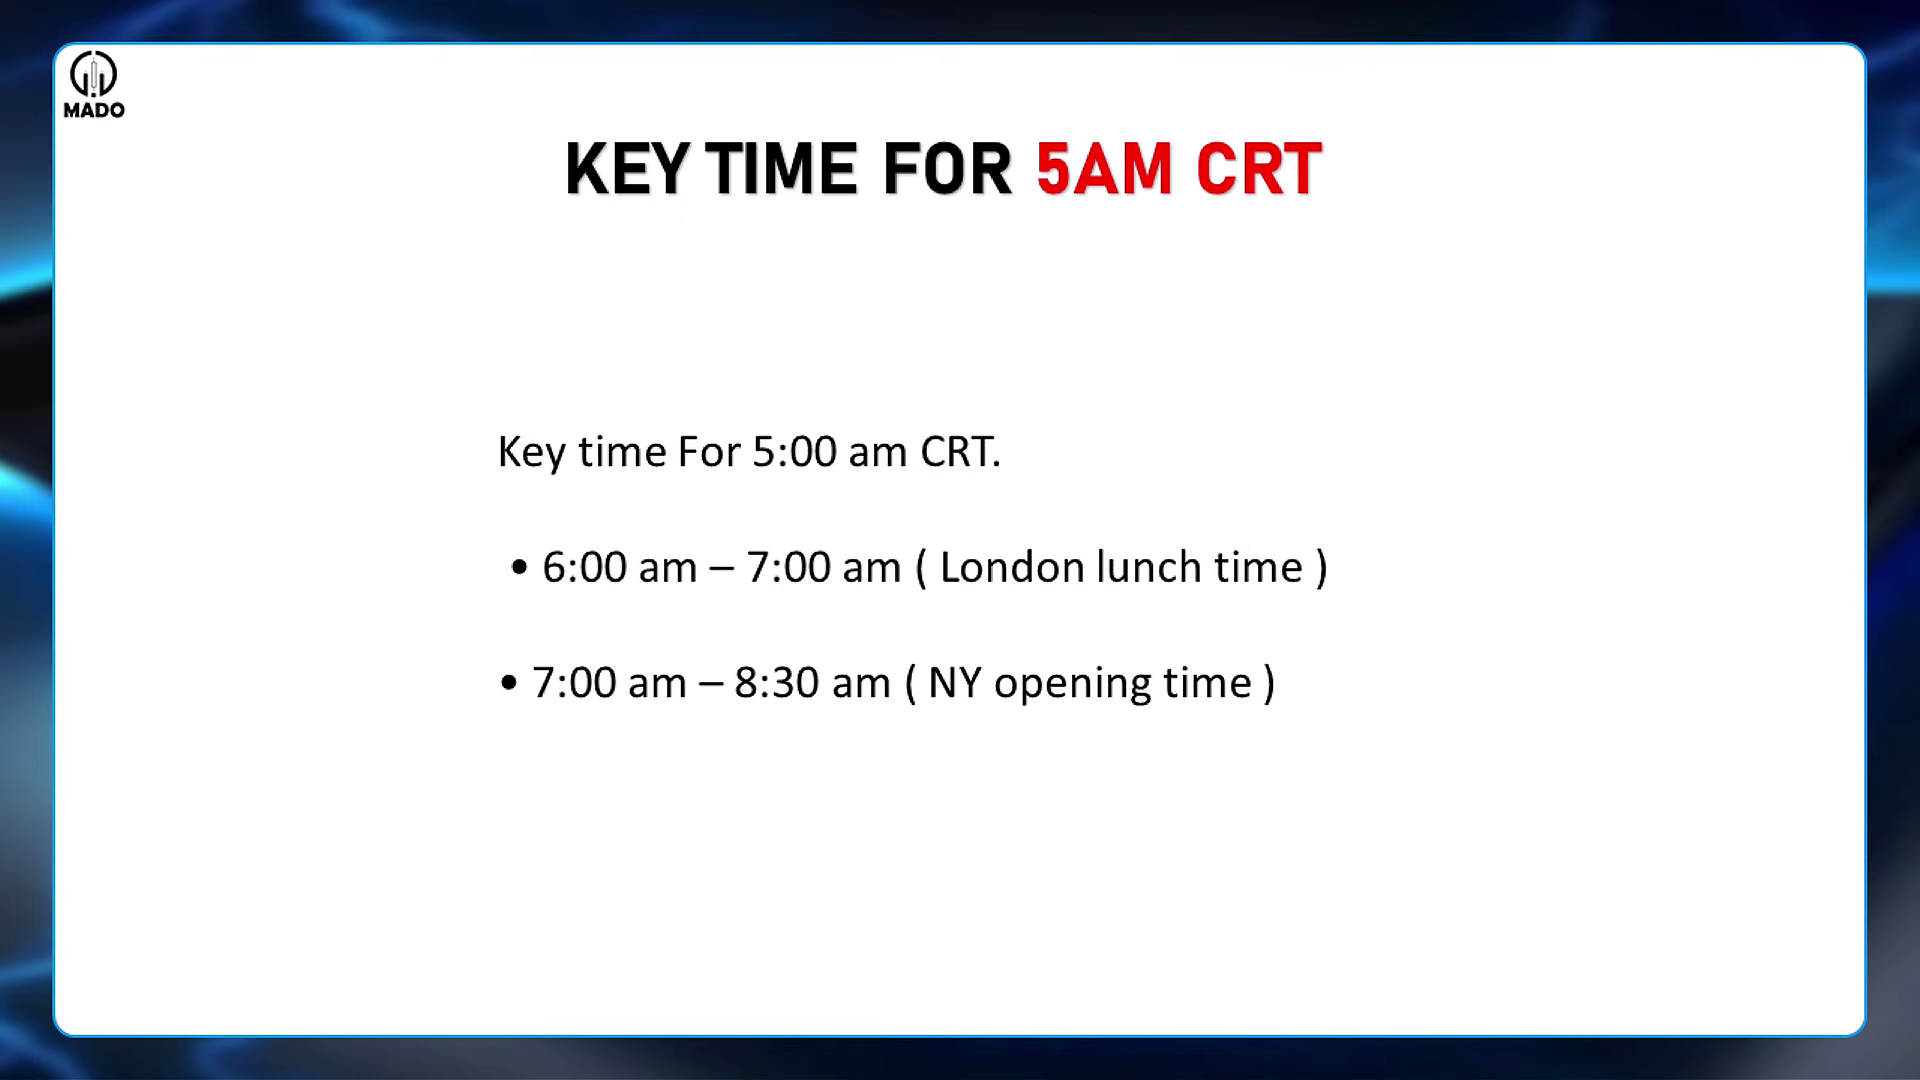 MADO
KEY TIME FOR 5AM CRT
Key time For 5:00 am CRT.
• 6:00 am – 7:00 am ( London lunch time )
• 7:00 am – 8:30 am ( NY opening time )